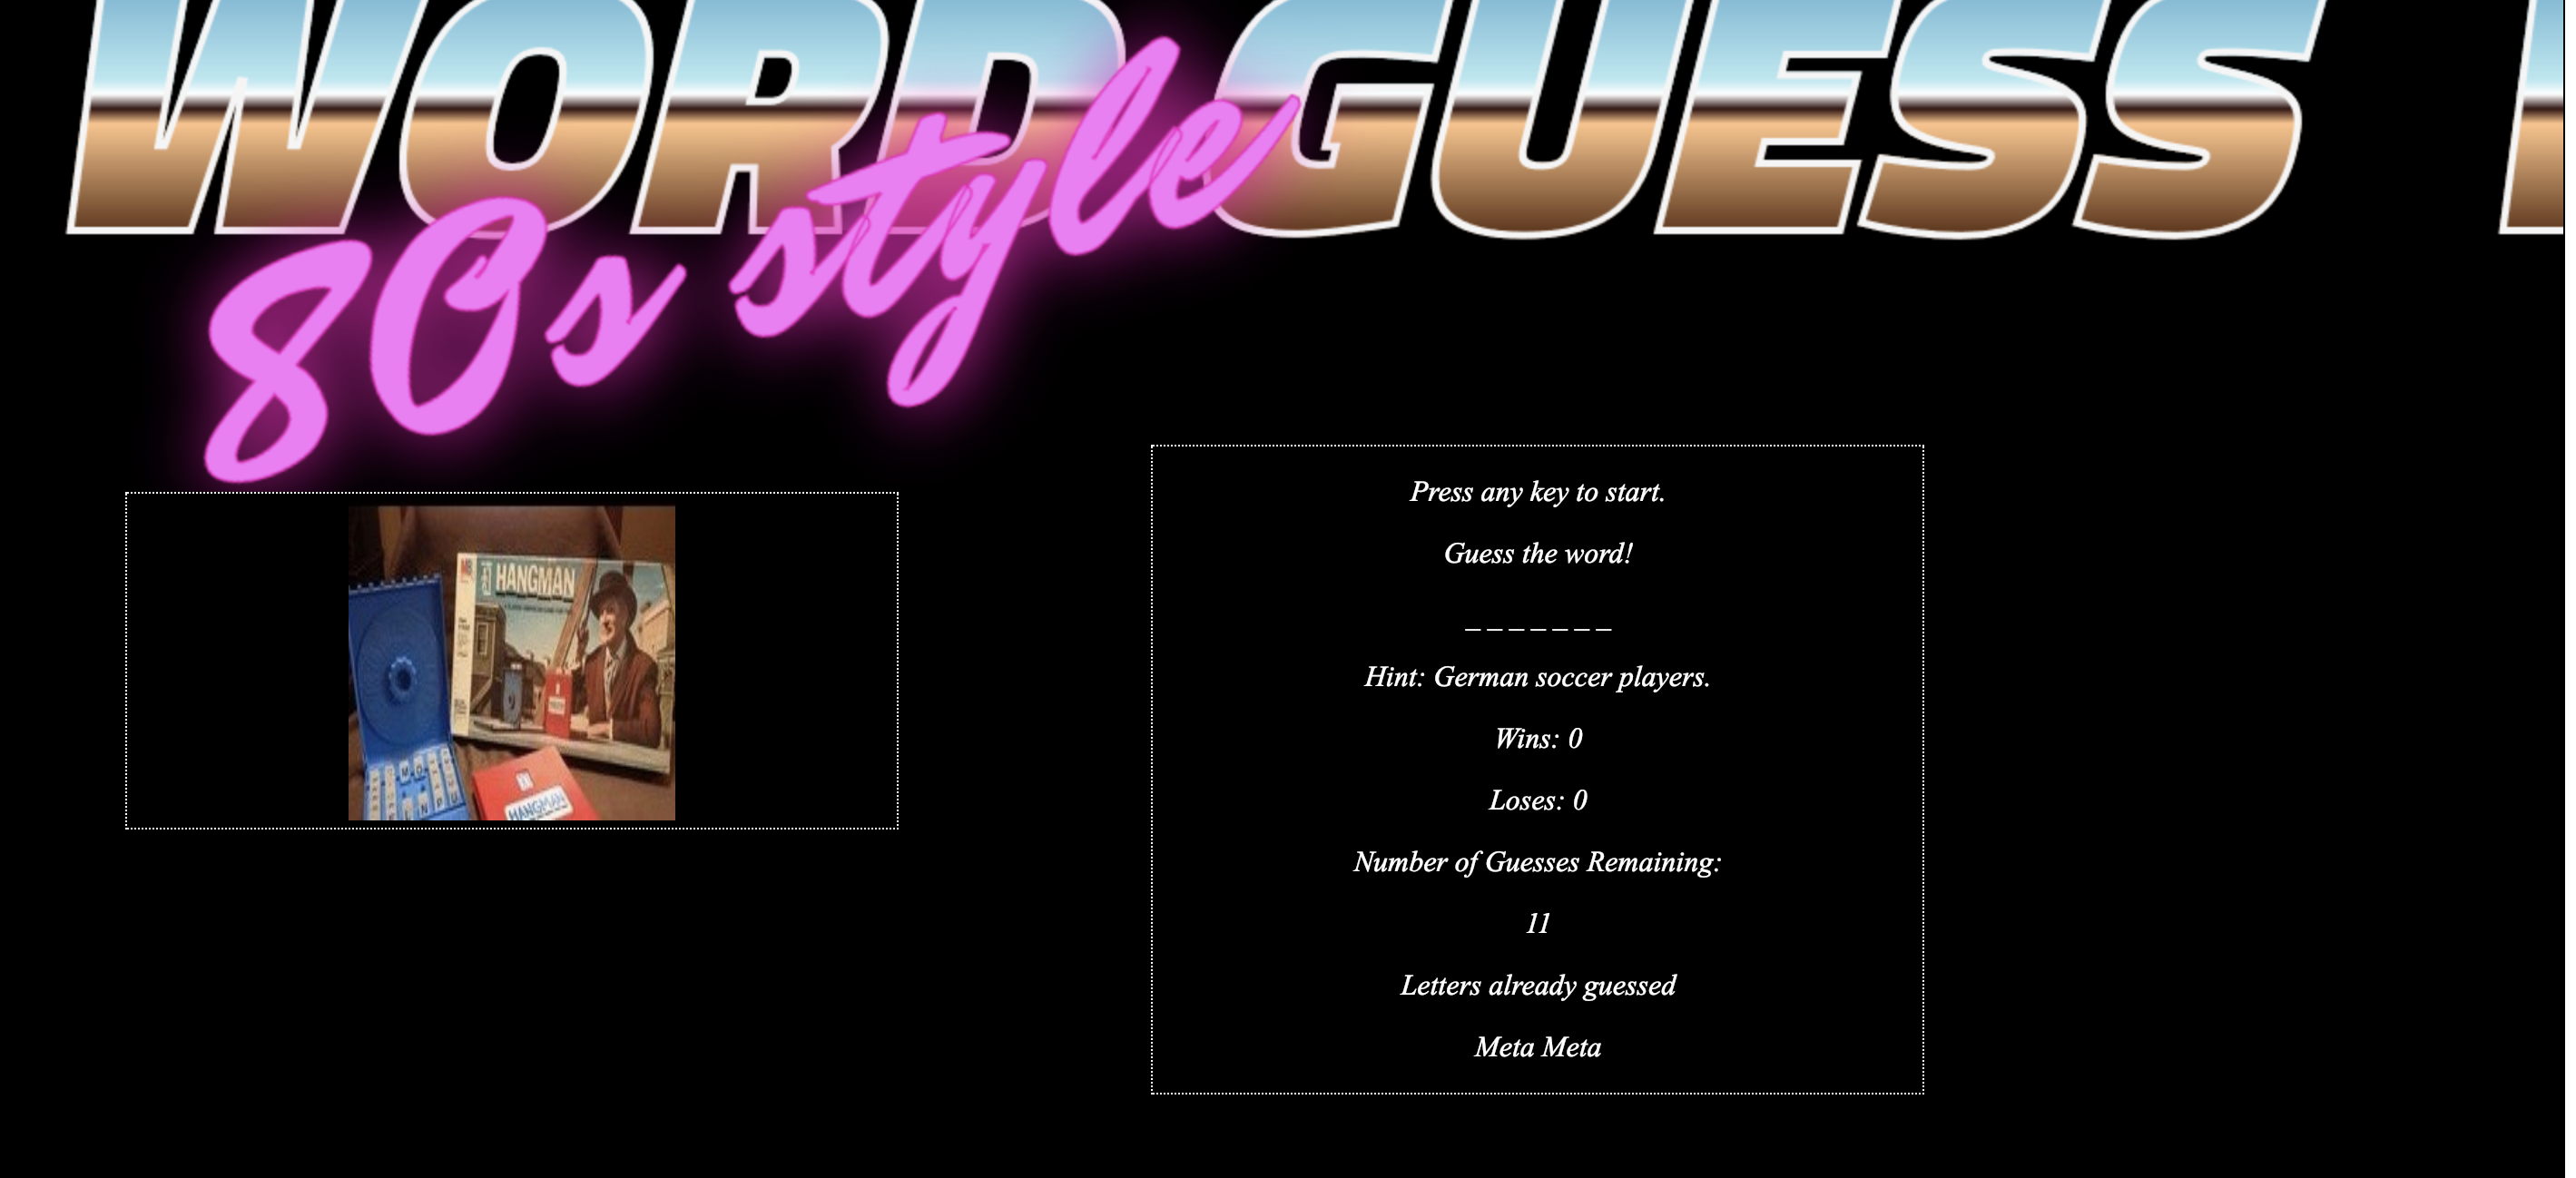 WORD GUESS
80s style
HANGMAN
HANGMAN
Press any key to start.
Guess the word!
_ _ _ _ _ _ _
Hint: German soccer players.
Wins: 0
Loses: 0
Number of Guesses Remaining:
11
Letters already guessed
Meta Meta